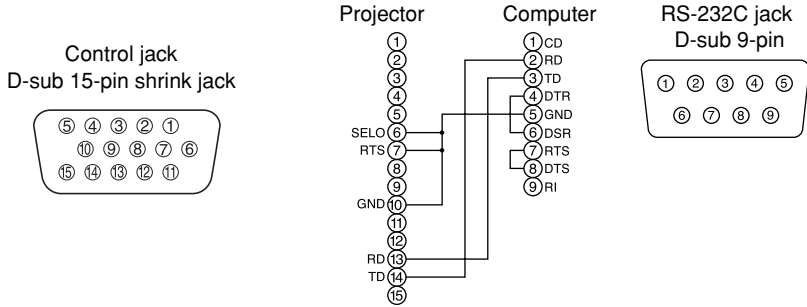 Control jack
D-sub 15-pin shrink jack
⑤ ④ ③ ② ①
⑩ ⑨ ⑧ ⑦ ⑥
⑮ ⑭ ⑬ ⑫ ⑪
Projector
①
②
③
④
⑤
SELO ⑥
RTS ⑦
⑧
⑨
GND ⑩
⑪
⑫
RD ⑬
TD ⑭
⑮
Computer
① CD
② RD
③ TD
④ DTR
⑤ GND
⑥ DSR
⑦ RTS
⑧ DTS
⑨ RI
RS-232C jack
D-sub 9-pin
① ② ③ ④ ⑤
⑥ ⑦ ⑧ ⑨